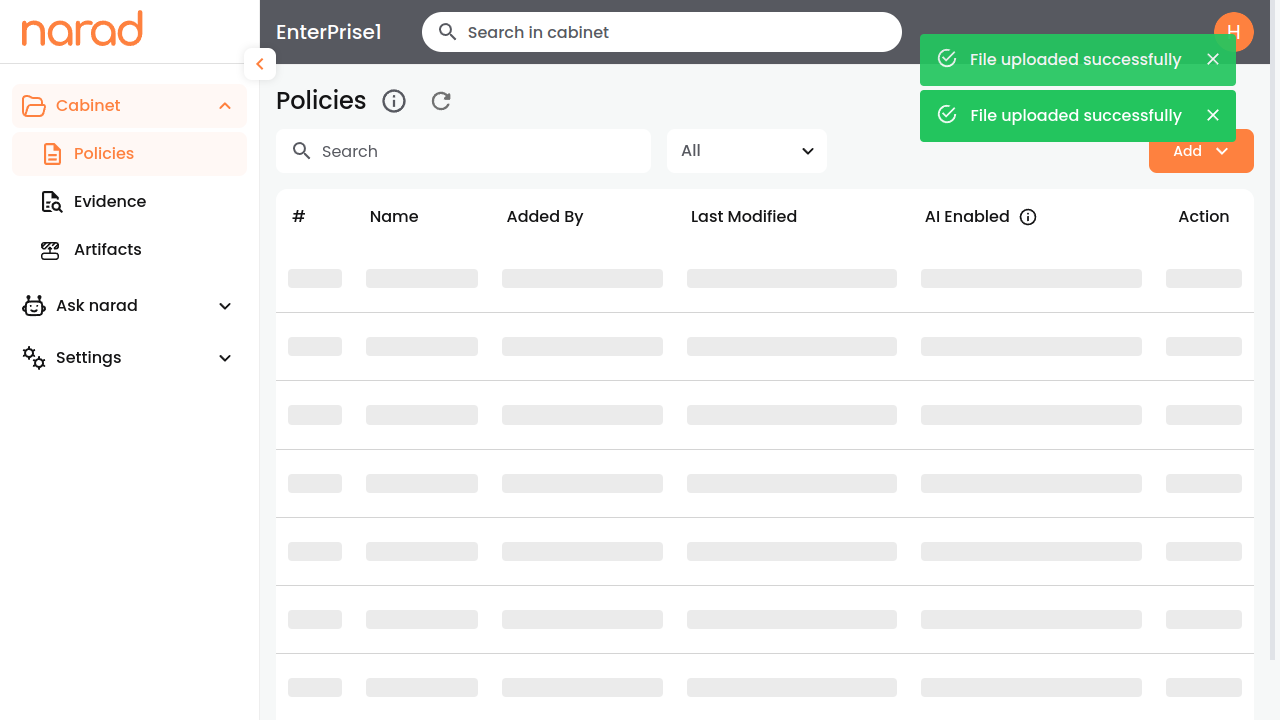 narad
EnterPrise1
Search in cabinet
H
File uploaded successfully
File uploaded successfully
Cabinet
Policies
Evidence
Artifacts
Ask narad
Settings
Policies
Search
All
Add
# Name Added By Last Modified AI Enabled Action